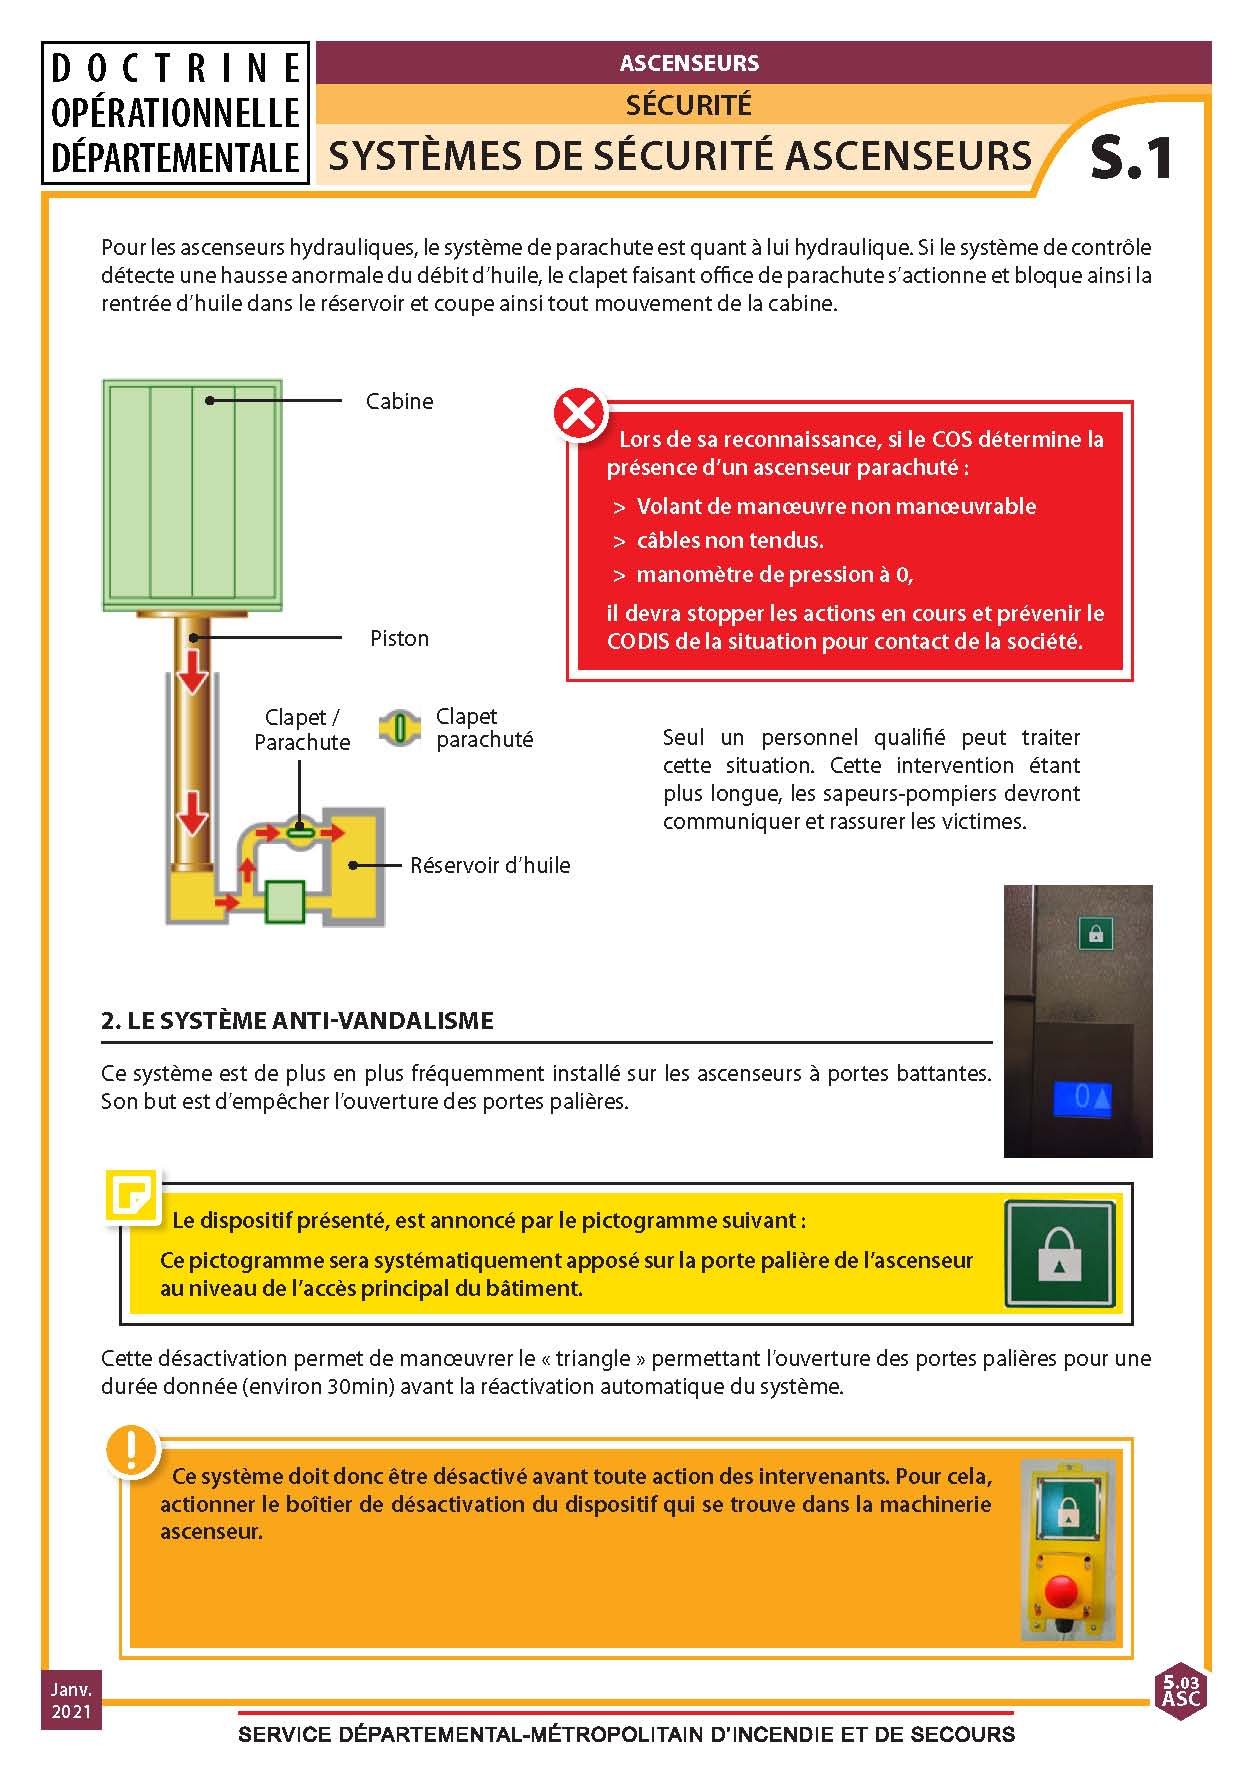 DOCTRINE
OPÉRATIONNELLE
DÉPARTEMENTALE
ASCENSEURS
SÉCURITÉ
SYSTÈMES DE SÉCURITÉ ASCENSEURS
S.1
Pour les ascenseurs hydrauliques, le système de parachute est quant à lui hydraulique. Si le système de contrôle
détecte une hausse anormale du débit d’huile, le clapet faisant office de parachute s’actionne et bloque ainsi la
rentrée d’huile dans le réservoir et coupe ainsi tout mouvement de la cabine.
Cabine
Lors de sa reconnaissance, si le COS détermine la
présence d’un ascenseur parachuté :
> Volant de manœuvre non manœuvrable
> câbles non tendus.
> manomètre de pression à 0,
il devra stopper les actions en cours et prévenir le
CODIS de la situation pour contact de la société.
Piston
Clapet /
Parachute
Clapet
parachuté
Réservoir d’huile
Seul un personnel qualifié peut traiter
cette situation. Cette intervention étant
plus longue, les sapeurs-pompiers devront
communiquer et rassurer les victimes.
0
2. LE SYSTÈME ANTI-VANDALISME
Ce système est de plus en plus fréquemment installé sur les ascenseurs à portes battantes.
Son but est d’empêcher l’ouverture des portes palières.
Le dispositif présenté, est annoncé par le pictogramme suivant :
Ce pictogramme sera systématiquement apposé sur la porte palière de l’ascenseur
au niveau de l’accès principal du bâtiment.
Cette désactivation permet de manœuvrer le « triangle » permettant l’ouverture des portes palières pour une
durée donnée (environ 30min) avant la réactivation automatique du système.
Ce système doit donc être désactivé avant toute action des intervenants. Pour cela,
actionner le boîtier de désactivation du dispositif qui se trouve dans la machinerie
ascenseur.
Janv.
2021
5.03
ASC
SERVICE DÉPARTEMENTAL-MÉTROPOLITAIN D’INCENDIE ET DE SECOURS